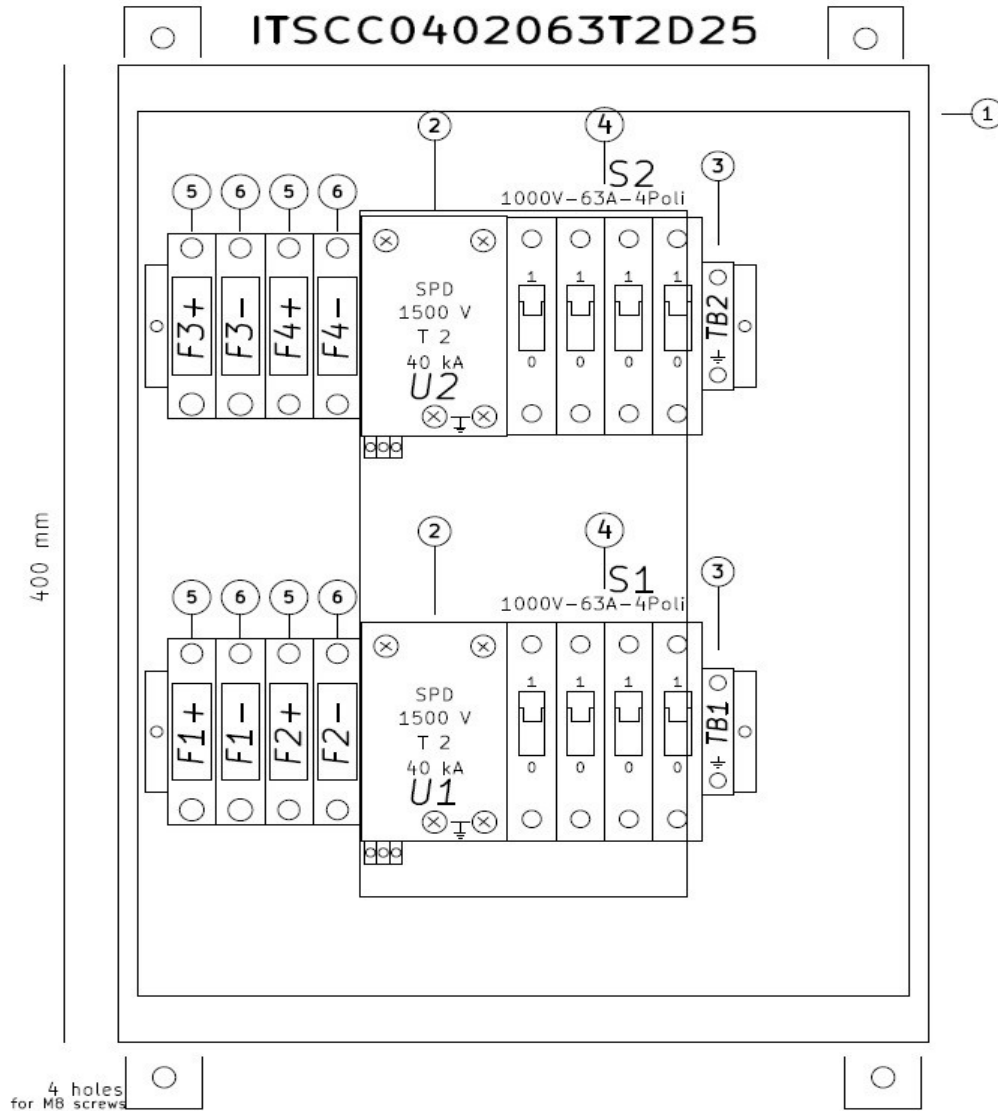 ITSCC0402063T2D25
1
2
4
3
S2
1000V-63A-4Poli
5 6 5 6
F3+ F3- F4+ F4-
SPD
1500 V
T 2
40 kA
U2
1 1 1 1
0 0 0 0
TB2
400 mm
2
4
3
S1
1000V-63A-4Poli
5 6 5 6
F1+ F1- F2+ F2-
SPD
1500 V
T 2
40 kA
U1
1 1 1 1
0 0 0 0
TB1
4 holes
for M8 screws